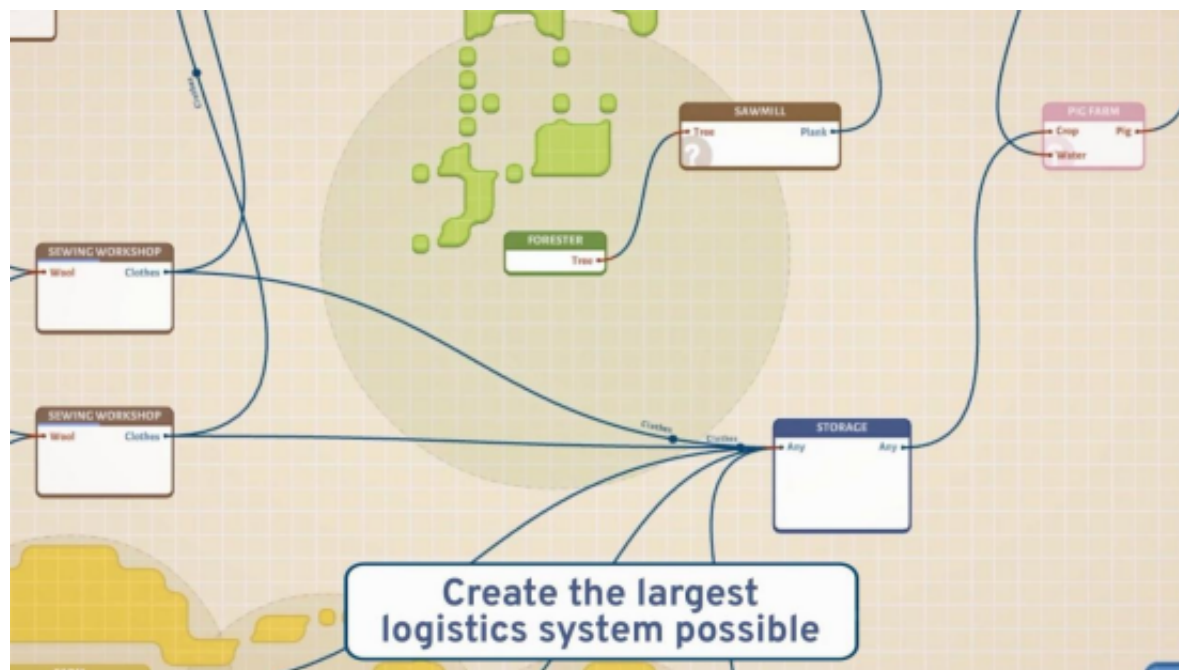 Clothes
SAWMILL
Tree Plank
?
PIG FARM
Crop Pig
Water
FORESTER
Tree
SEWING WORKSHOP
Wool Clothes
SEWING WORKSHOP
Wool Clothes
Clothes
Clothes
STORAGE
Any Any
Create the largest
logistics system possible